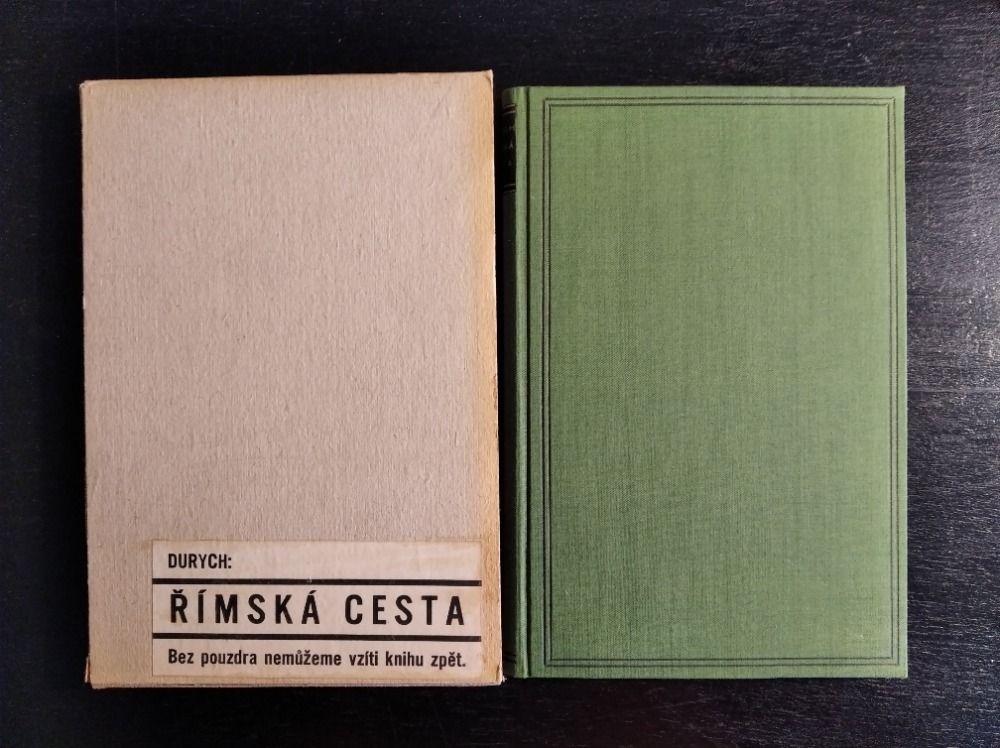 DURYCH:
ŘÍMSKÁ CESTA
Bez pouzdra nemůžeme vzíti knihu zpět.